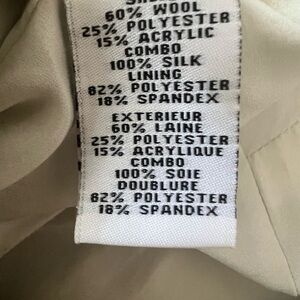 60% WOOL
25% POLYESTER
15% ACRYLIC
COMBO
100% SILK
LINING
82% POLYESTER
18% SPANDEX
EXTERIEUR
60% LAINE
25% POLYESTER
15% ACRYLIQUE
COMBO
100% SOIE
DOUBLURE
82% POLYESTER
18% SPANDEX